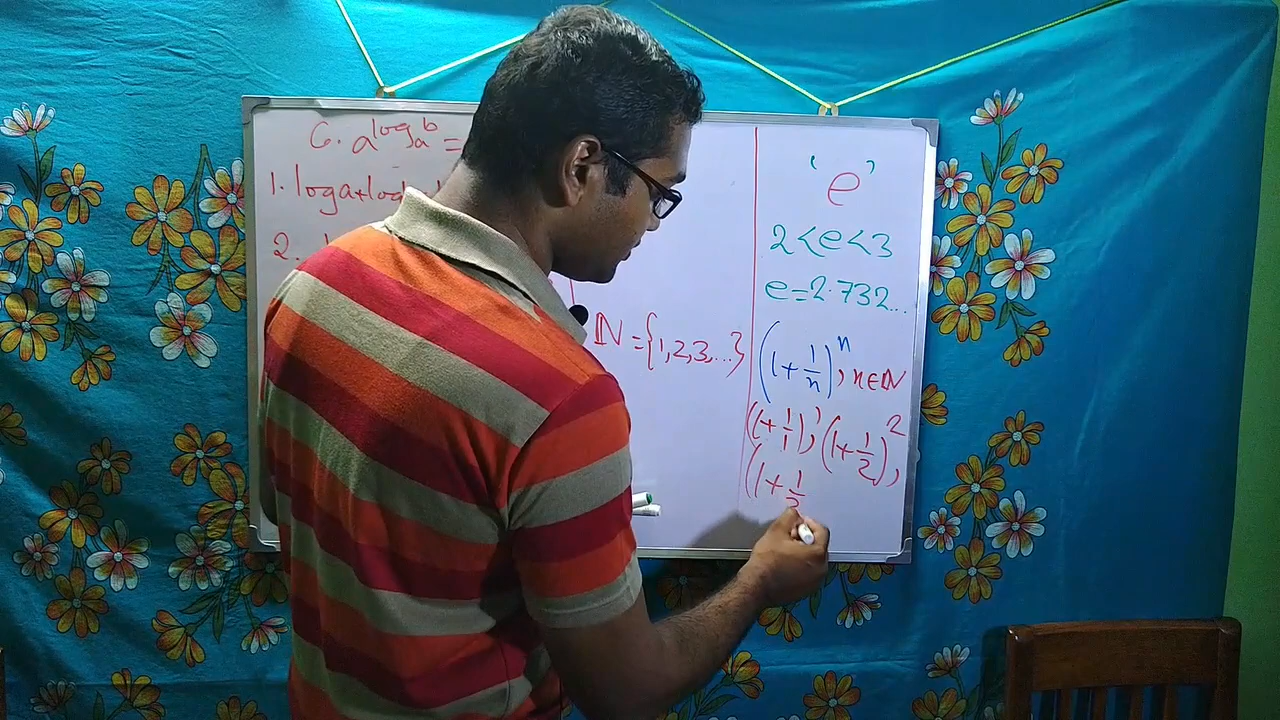 6. a^log_a b =
1. log a + log
2.
ℕ = {1,2,3,...}
'e'
2<e<3
e=2.732...
(1+1/n)^n, n∈ℕ
(1+1/1)^1, (1+1/2)^2,
(1+1/